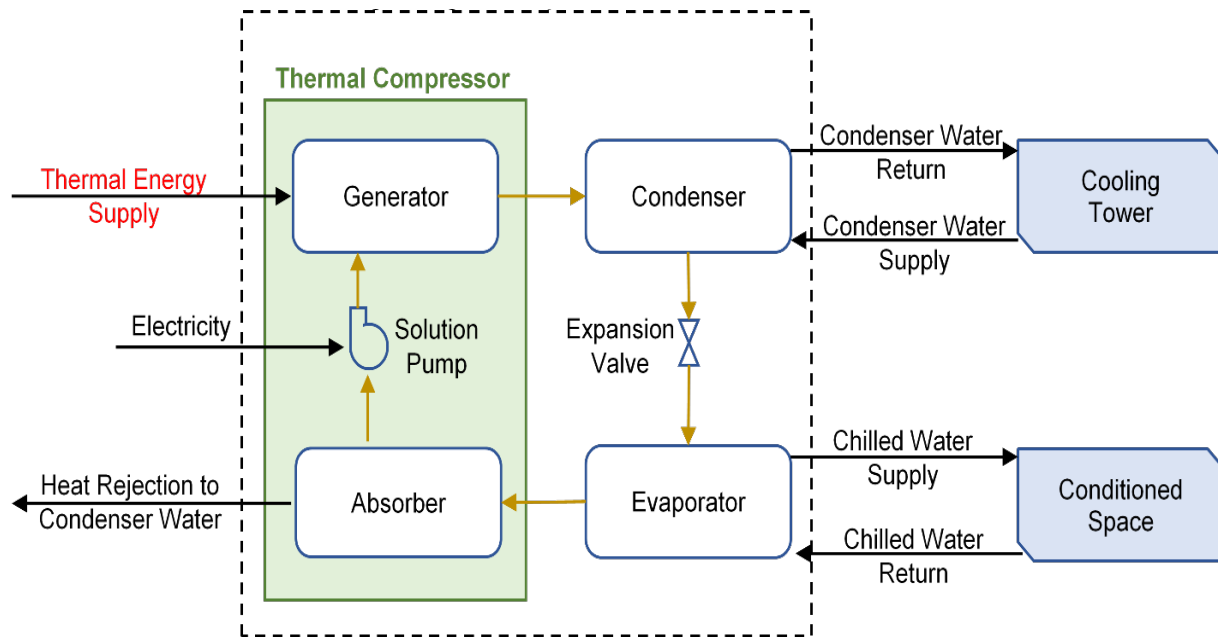 Thermal Compressor
Thermal Energy
Supply
Generator
Condenser
Condenser Water
Return
Condenser Water
Supply
Cooling
Tower
Electricity
Solution
Pump
Expansion
Valve
Heat Rejection to
Condenser Water
Absorber
Evaporator
Chilled Water
Supply
Chilled Water
Return
Conditioned
Space